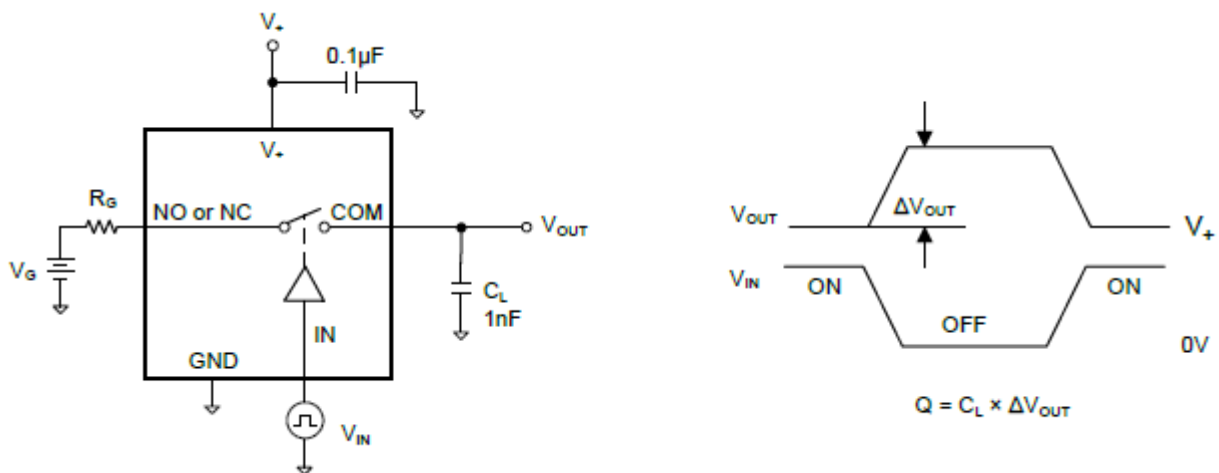 V+
0.1µF
V+
RG
NO or NC
COM
VOUT
VG
CL
1nF
IN
GND
VIN
VOUT
ΔVOUT
V+
VIN
ON
ON
OFF
0V
Q = CL × ΔVOUT